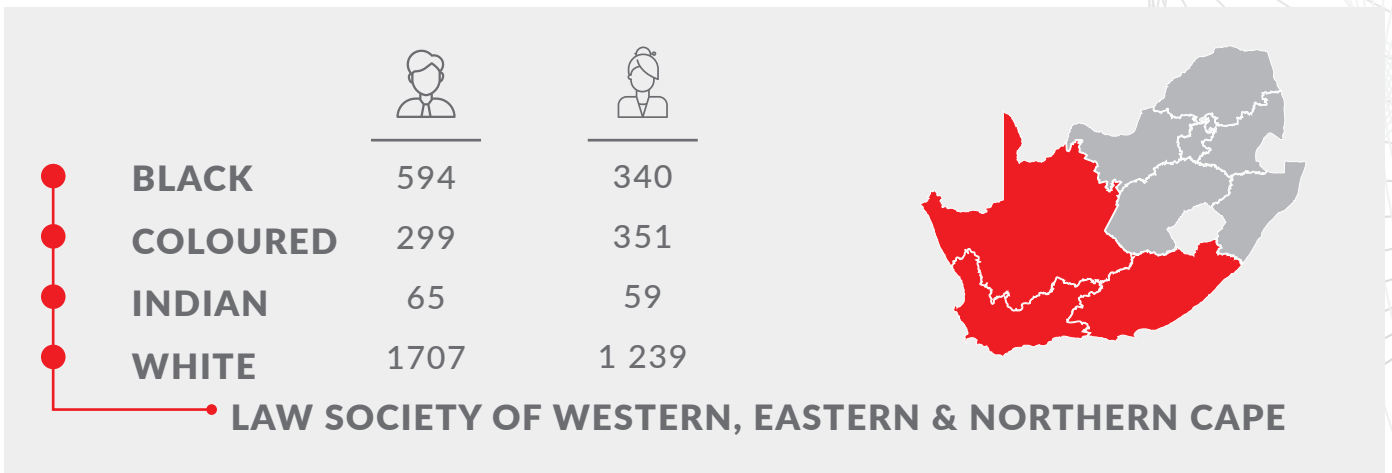 BLACK 594 340
COLOURED 299 351
INDIAN 65 59
WHITE 1707 1 239
LAW SOCIETY OF WESTERN, EASTERN & NORTHERN CAPE